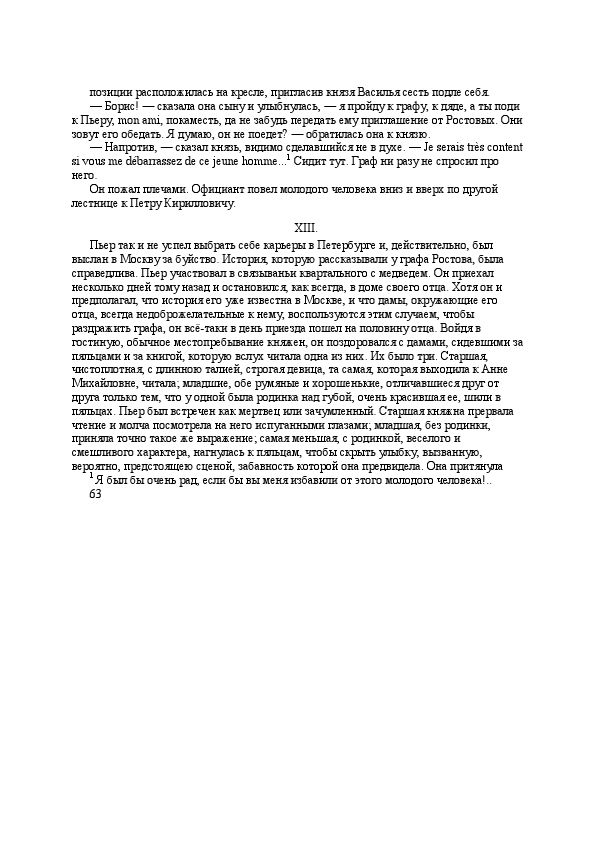 позиции расположилась на кресле, пригласив князя Василья сесть подле себя.
— Борис! — сказала она сыну и улыбнулась, — я пройду к графу, к дяде, а ты поди
к Пьеру, mon ami, покаместь, да не забудь передать ему приглашение от Ростовых. Они
зовут его обедать. Я думаю, он не поедет? — обратилась она к князю.
— Напротив, — сказал князь, видимо сделавшийся не в духе. — Je serais très content
si vous me débarrassez de ce jeune homme...1 Сидит тут. Граф ни разу не спросил про
него.
Он пожал плечами. Официант повел молодого человека вниз и вверх по другой
лестнице к Петру Кирилловичу.
XIII.
Пьер так и не успел выбрать себе карьеры в Петербурге и, действительно, был
выслан в Москву за буйство. История, которую рассказывали у графа Ростова, была
справедлива. Пьер участвовал в связываньи квартального с медведем. Он приехал
несколько дней тому назад и остановился, как всегда, в доме своего отца. Хотя он и
предполагал, что история его уже известна в Москве, и что дамы, окружающие его
отца, всегда недоброжелательные к нему, воспользуются этим случаем, чтобы
раздражить графа, он всё-таки в день приезда пошел на половину отца. Войдя в
гостиную, обычное местопребывание княжен, он поздоровался с дамами, сидевшими за
пяльцами и за книгой, которую вслух читала одна из них. Их было три. Старшая,
чистоплотная, с длинною талией, строгая девица, та самая, которая выходила к Анне
Михайловне, читала; младшие, обе румяные и хорошенькие, отличавшиеся друг от
друга только тем, что у одной была родинка над губой, очень красившая ее, шили в
пяльцах. Пьер был встречен как мертвец или зачумленный. Старшая княжна прервала
чтение и молча посмотрела на него испуганными глазами; младшая, без родинки,
приняла точно такое же выражение; самая меньшая, с родинкой, веселого и
смешливого характера, нагнулась к пяльцам, чтобы скрыть улыбку, вызванную,
вероятно, предстоящею сценой, забавность которой она предвидела. Она притянула
1 Я был бы очень рад, если бы вы меня избавили от этого молодого человека!..
63